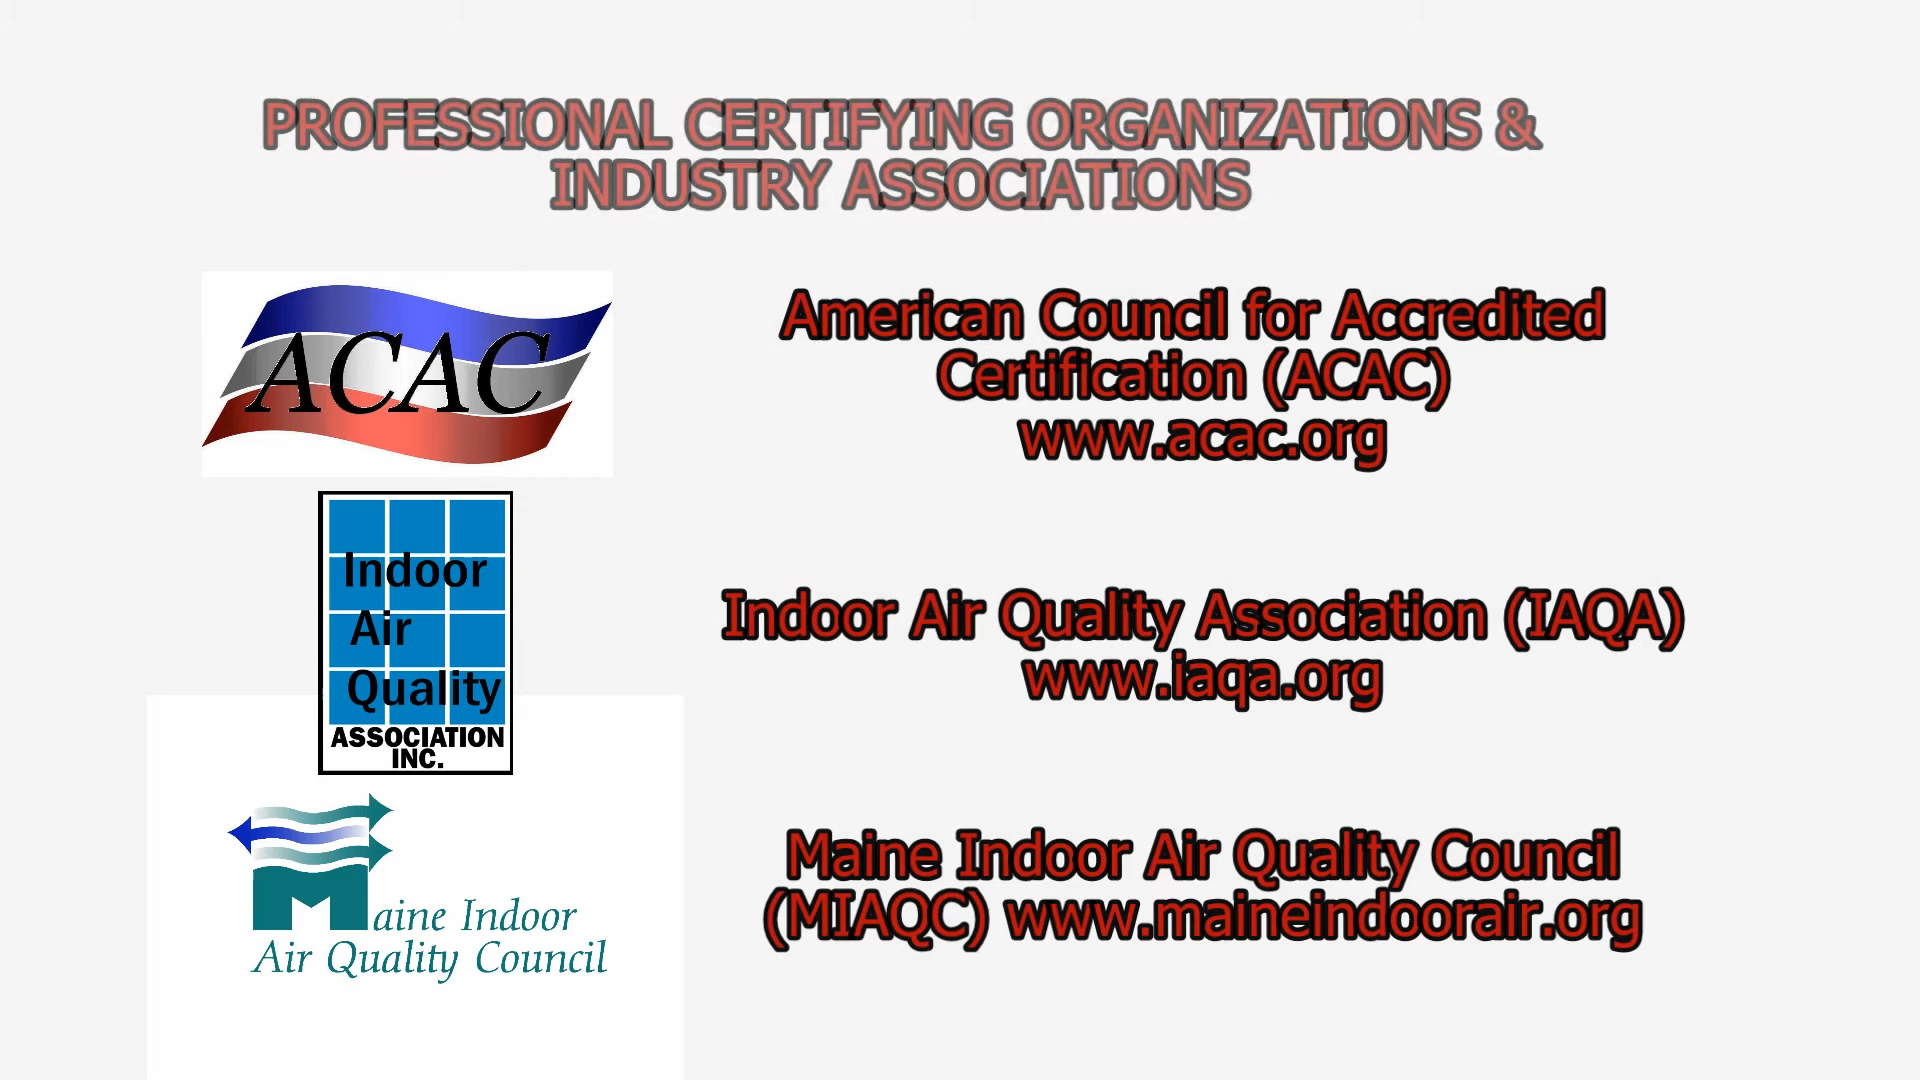 PROFESSIONAL CERTIFYING ORGANIZATIONS &
INDUSTRY ASSOCIATIONS
ACAC
American Council for Accredited
Certification (ACAC)
www.acac.org
Indoor
Air
Quality
ASSOCIATION
INC.
Indoor Air Quality Association (IAQA)
www.iaqa.org
Maine Indoor
Air Quality Council
Maine Indoor Air Quality Council
(MIAQC) www.maineindoorair.org